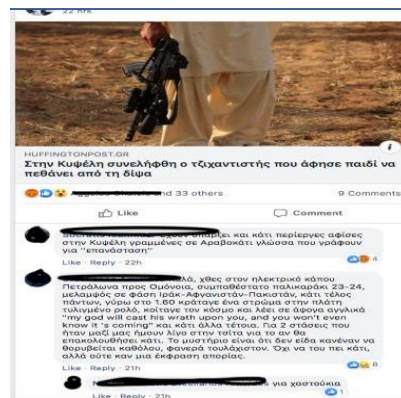 22 hrs
HUFFINGTONPOST.GR
Στην Κυψέλη συνελήφθη ο τζιχαντιστής που άφησε παιδί να
πεθάνει από τη δίψα
and 33 others
9 Comments
Like
Comment
έχουν υπάρξει και κάτι περίεργες αφίσες
στην Κυψέλη γραμμένες σε Αραβοκάτι γλώσσα που γράφουν
για "επανάσταση"
Like · Reply · 22h
4
λά, χθες στον ηλεκτρικό κάπου
Πετράλωνα προς Ομόνοια, συμπαθέστατο παλικαράκι 23-24,
μελαμψός σε φάση Ιράκ-Αφγανιστάν-Πακιστάν, κάτι τέλος
πάντων, γύρω στο 1.60 κράταγε ένα στρώμα στην πλάτη
τυλιγμένο ρολό, κοίταγε τον κόσμο και λέει σε άψογα αγγλικά
"my god will cast his wrath upon you, and you won't even
know it 's coming" και κάτι άλλα τέτοια. Για 2 στάσεις που
ήταν μαζί μας ήμουν λίγο στην τσίτα για το αν θα
επακολουθήσει κάτι. Το μυστήριο είναι ότι δεν είδα κανέναν να
θορυβείται καθόλου, φανερά τουλάχιστον. Όχι να του πει κάτι,
αλλά ούτε καν μια έκφραση απορίας.
Like · Reply · 21h
8
για χαστούκια
Like · Reply · 21h
1